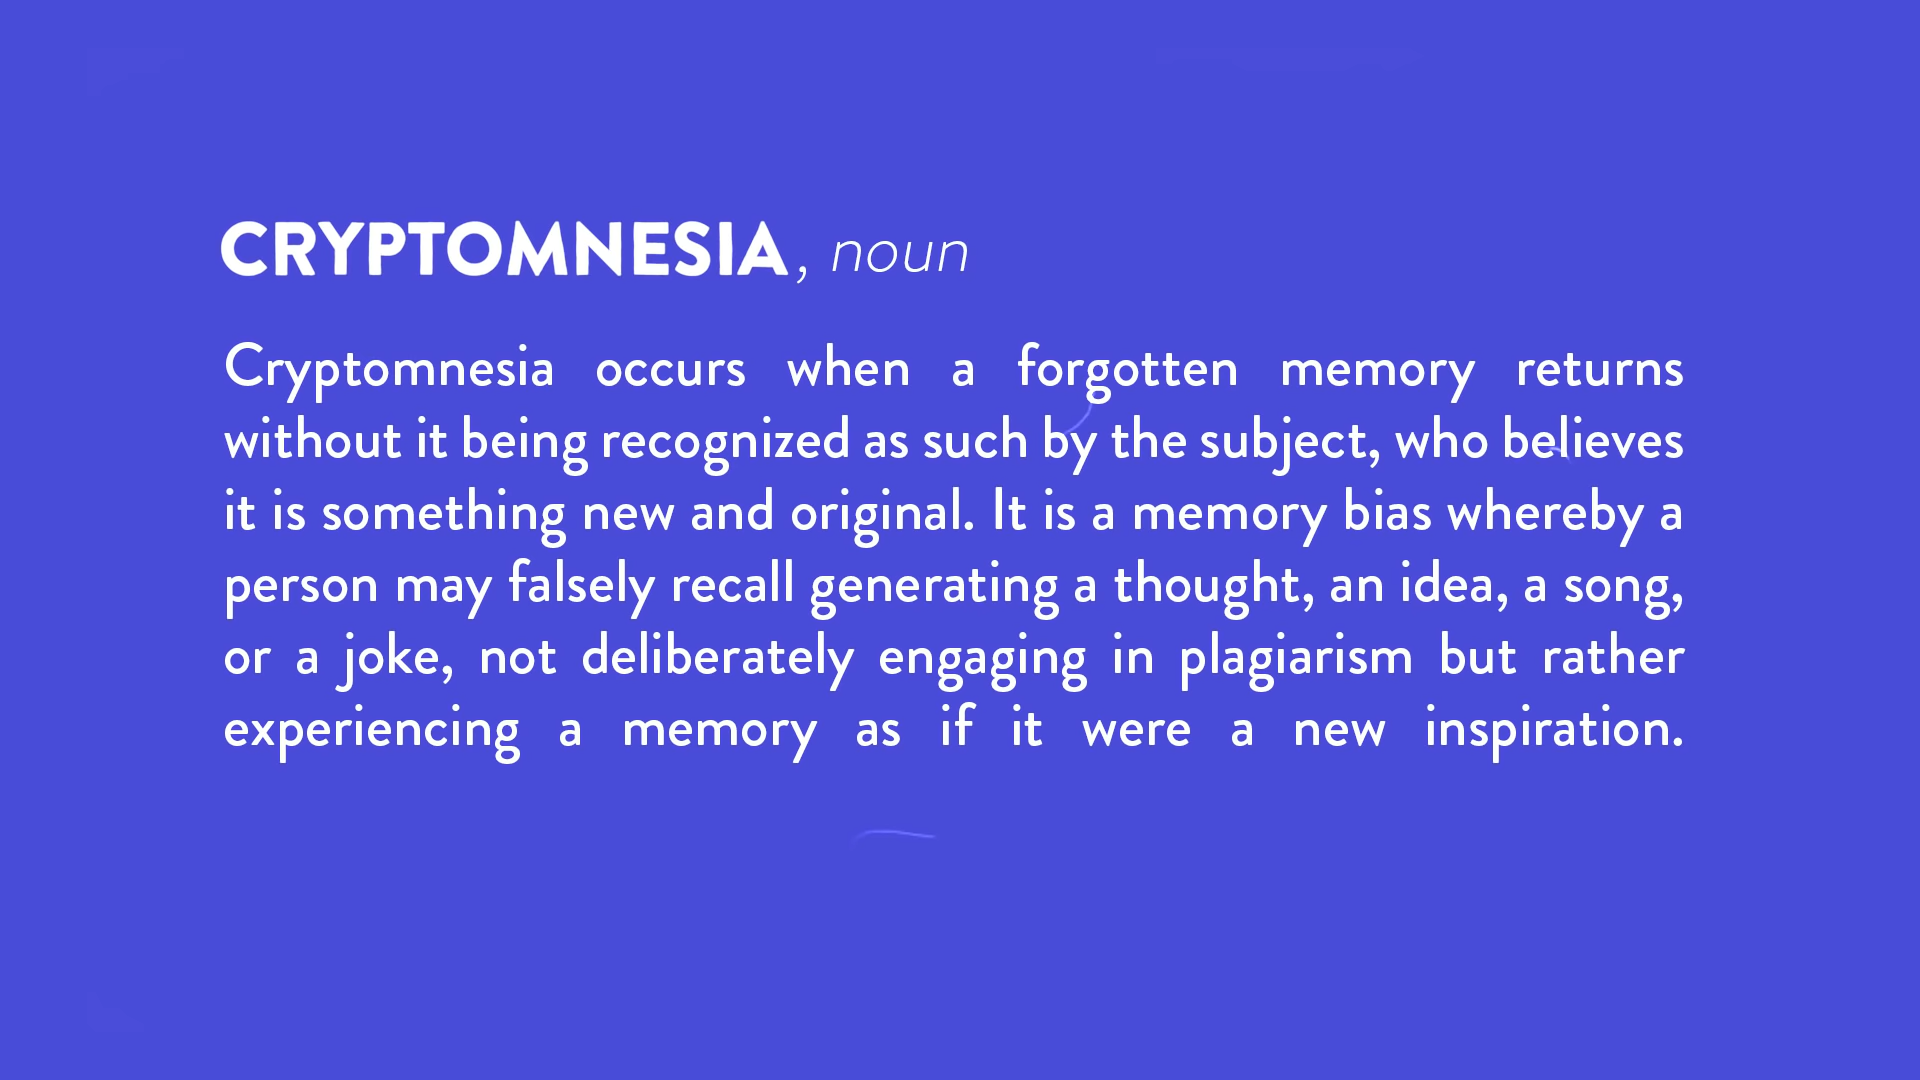 CRYPTOMNESIA, noun
Cryptomnesia occurs when a forgotten memory returns
without it being recognized as such by the subject, who believes
it is something new and original. It is a memory bias whereby a
person may falsely recall generating a thought, an idea, a song,
or a joke, not deliberately engaging in plagiarism but rather
experiencing a memory as if it were a new inspiration.